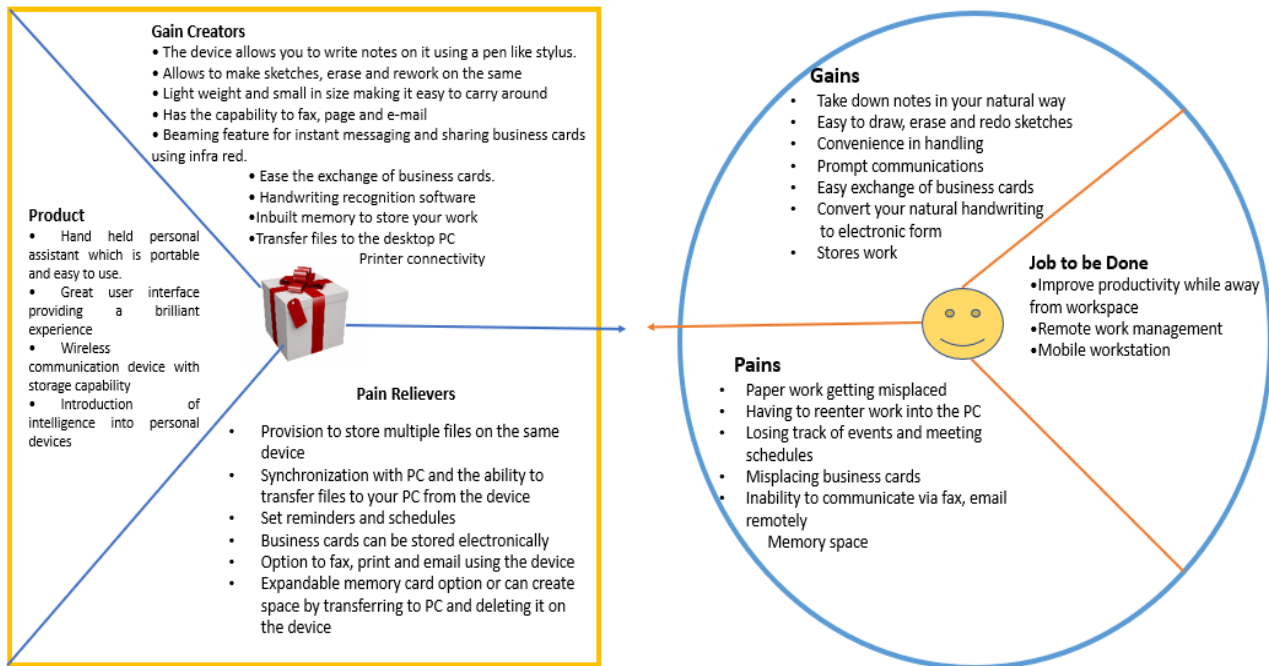 Gain Creators
• The device allows you to write notes on it using a pen like stylus.
• Allows to make sketches, erase and rework on the same
• Light weight and small in size making it easy to carry around
• Has the capability to fax, page and e-mail
• Beaming feature for instant messaging and sharing business cards
using infra red.
• Ease the exchange of business cards.
• Handwriting recognition software
•Inbuilt memory to store your work
•Transfer files to the desktop PC
Printer connectivity
Product
• Hand held personal
assistant which is portable
and easy to use.
• Great user interface
providing a brilliant
experience
• Wireless
communication device with
storage capability
• Introduction of
intelligence into personal
devices
Pain Relievers
• Provision to store multiple files on the same
device
• Synchronization with PC and the ability to
transfer files to your PC from the device
• Set reminders and schedules
• Business cards can be stored electronically
• Option to fax, print and email using the device
• Expandable memory card option or can create
space by transferring to PC and deleting it on
the device
Gains
• Take down notes in your natural way
• Easy to draw, erase and redo sketches
• Convenience in handling
• Prompt communications
• Easy exchange of business cards
• Convert your natural handwriting
to electronic form
• Stores work
Job to be Done
•Improve productivity while away
from workspace
•Remote work management
•Mobile workstation
Pains
• Paper work getting misplaced
• Having to reenter work into the PC
• Losing track of events and meeting
schedules
• Misplacing business cards
• Inability to communicate via fax, email
remotely
Memory space